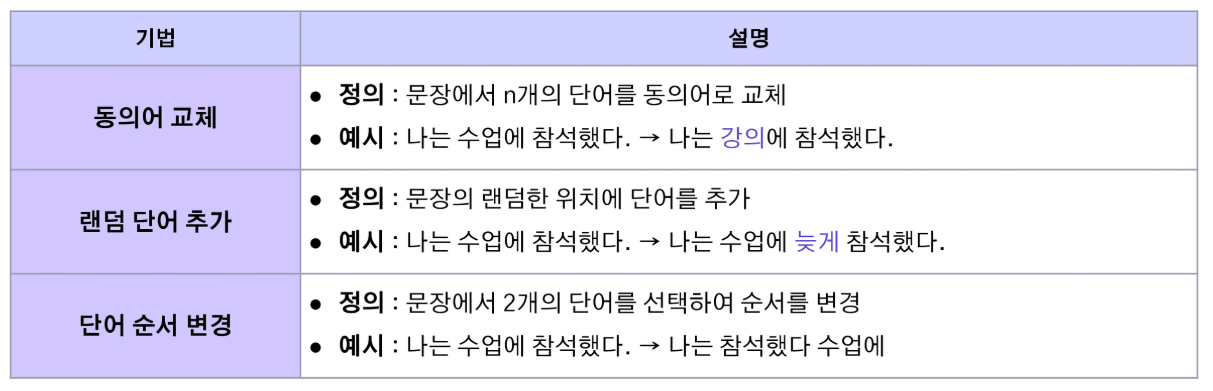 기법
설명
동의어 교체
● 정의 : 문장에서 n개의 단어를 동의어로 교체
● 예시 : 나는 수업에 참석했다. → 나는 강의에 참석했다.
랜덤 단어 추가
● 정의 : 문장의 랜덤한 위치에 단어를 추가
● 예시 : 나는 수업에 참석했다. → 나는 수업에 늦게 참석했다.
단어 순서 변경
● 정의 : 문장에서 2개의 단어를 선택하여 순서를 변경
● 예시 : 나는 수업에 참석했다. → 나는 참석했다 수업에